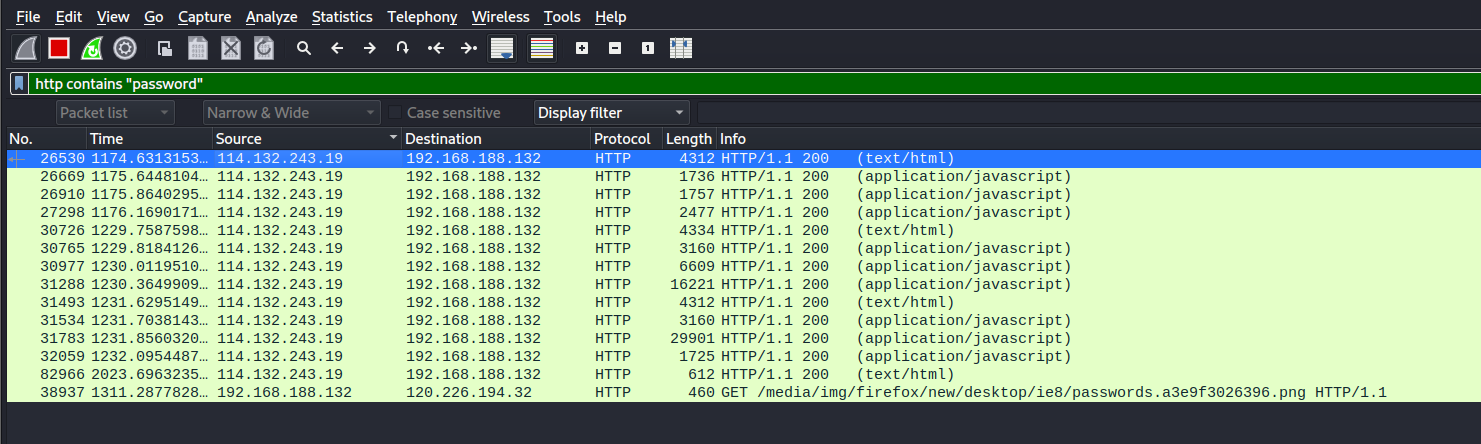 File Edit View Go Capture Analyze Statistics Telephony Wireless Tools Help
http contains "password"
Packet list Narrow & Wide Case sensitive Display filter
No. Time Source Destination Protocol Length Info
26530 1174.6313153… 114.132.243.19 192.168.188.132 HTTP 4312 HTTP/1.1 200 (text/html)
26669 1175.6448104… 114.132.243.19 192.168.188.132 HTTP 1736 HTTP/1.1 200 (application/javascript)
26910 1175.8640295… 114.132.243.19 192.168.188.132 HTTP 1757 HTTP/1.1 200 (application/javascript)
27298 1176.1690171… 114.132.243.19 192.168.188.132 HTTP 2477 HTTP/1.1 200 (application/javascript)
30726 1229.7587598… 114.132.243.19 192.168.188.132 HTTP 4334 HTTP/1.1 200 (text/html)
30765 1229.8184126… 114.132.243.19 192.168.188.132 HTTP 3160 HTTP/1.1 200 (application/javascript)
30977 1230.0119510… 114.132.243.19 192.168.188.132 HTTP 6609 HTTP/1.1 200 (application/javascript)
31288 1230.3649909… 114.132.243.19 192.168.188.132 HTTP 16221 HTTP/1.1 200 (application/javascript)
31493 1231.6295149… 114.132.243.19 192.168.188.132 HTTP 4312 HTTP/1.1 200 (text/html)
31534 1231.7038143… 114.132.243.19 192.168.188.132 HTTP 3160 HTTP/1.1 200 (application/javascript)
31783 1231.8560320… 114.132.243.19 192.168.188.132 HTTP 29901 HTTP/1.1 200 (application/javascript)
32059 1232.0954487… 114.132.243.19 192.168.188.132 HTTP 1725 HTTP/1.1 200 (application/javascript)
82966 2023.6963235… 114.132.243.19 192.168.188.132 HTTP 612 HTTP/1.1 200 (text/html)
38937 1311.2877828… 192.168.188.132 120.226.194.32 HTTP 460 GET /media/img/firefox/new/desktop/ie8/passwords.a3e9f3026396.png HTTP/1.1